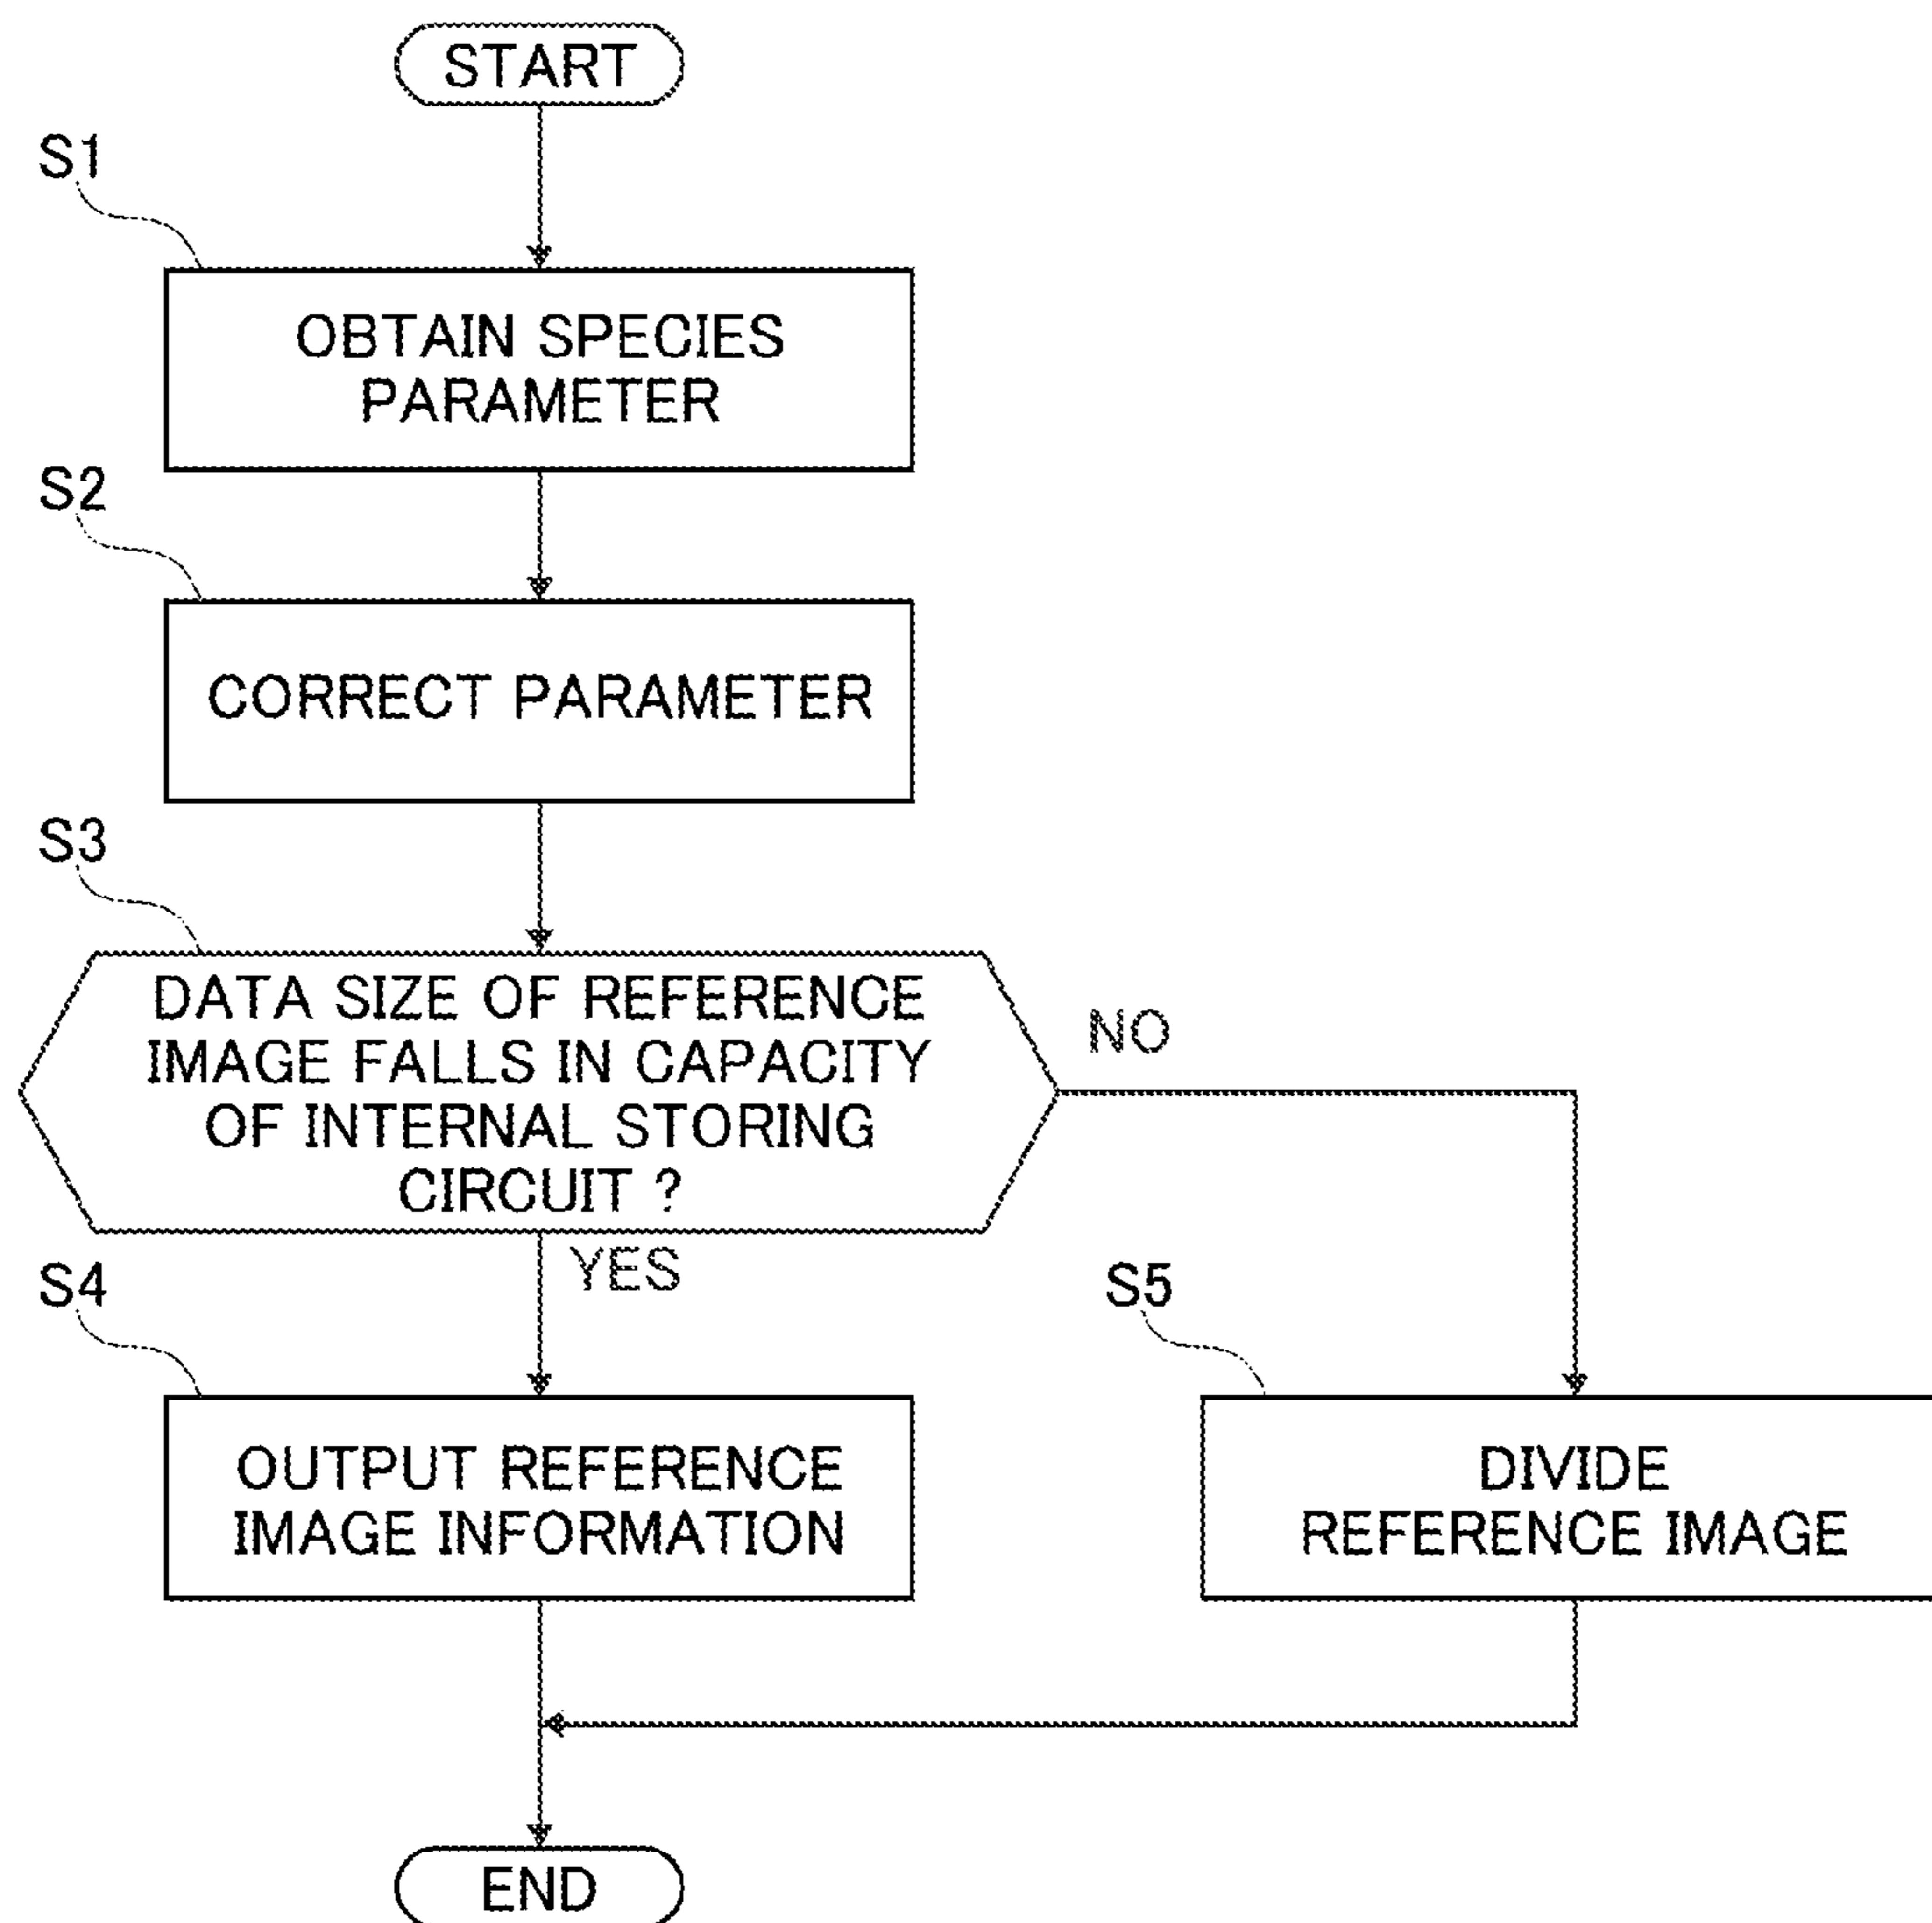 START
S1
OBTAIN SPECIES
PARAMETER
S2
CORRECT PARAMETER
S3
DATA SIZE OF REFERENCE
IMAGE FALLS IN CAPACITY
OF INTERNAL STORING
CIRCUIT ?
NO
YES
S4
OUTPUT REFERENCE
IMAGE INFORMATION
S5
DIVIDE
REFERENCE IMAGE
END